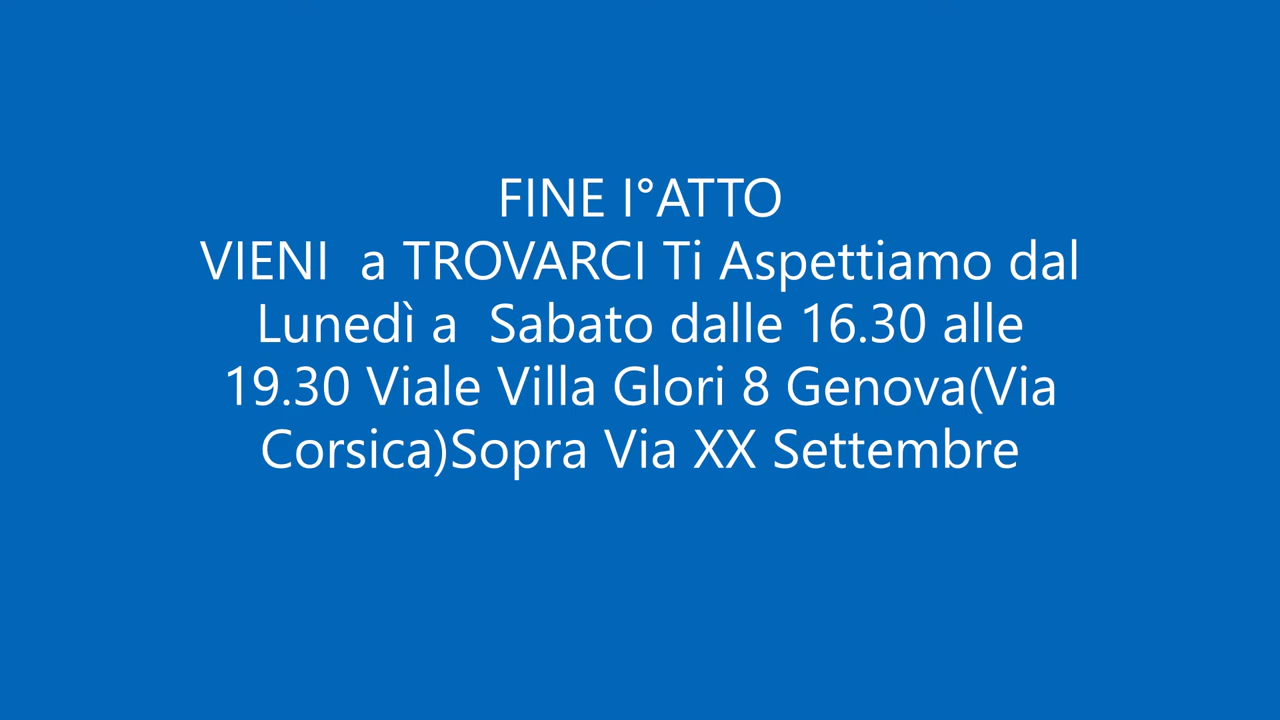 FINE I°ATTO
VIENI  a TROVARCI Ti Aspettiamo dal
Lunedì a  Sabato dalle 16.30 alle
19.30 Viale Villa Glori 8 Genova(Via
Corsica)Sopra Via XX Settembre